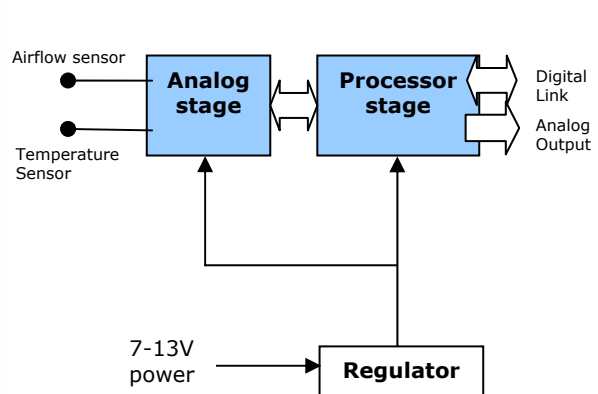 Airflow sensor
Analog
stage
Processor
stage
Digital
Link
Analog
Output
Temperature
Sensor
7-13V
power
Regulator